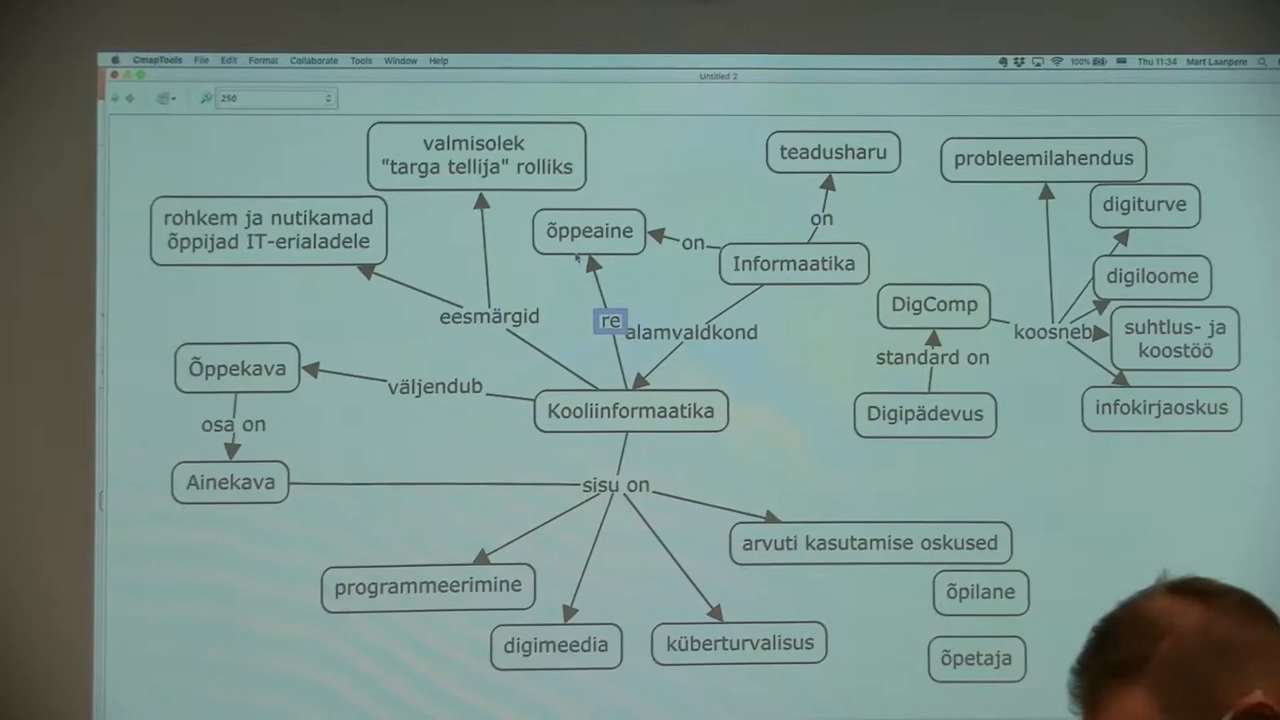 CmapTools File Edit Format Collaborate Tools Window Help
100% Thu 11:34 Mart Laanpere
Untitled 2
250
valmisolek
"targa tellija" rolliks
teadusharu
probleemilahendus
rohkem ja nutikamad
õppijad IT-erialadele
õppeaine
on
on
Informaatika
digiturve
digiloome
DigComp
koosneb
suhtlus- ja
koostöö
eesmärgid
re
alamvaldkond
standard on
Õppekava
väljendub
Kooliinformaatika
Digipädevus
infokirjaoskus
osa on
Ainekava
sisu on
arvuti kasutamise oskused
programmeerimine
õpilane
digimeedia
küberturvalisus
õpetaja